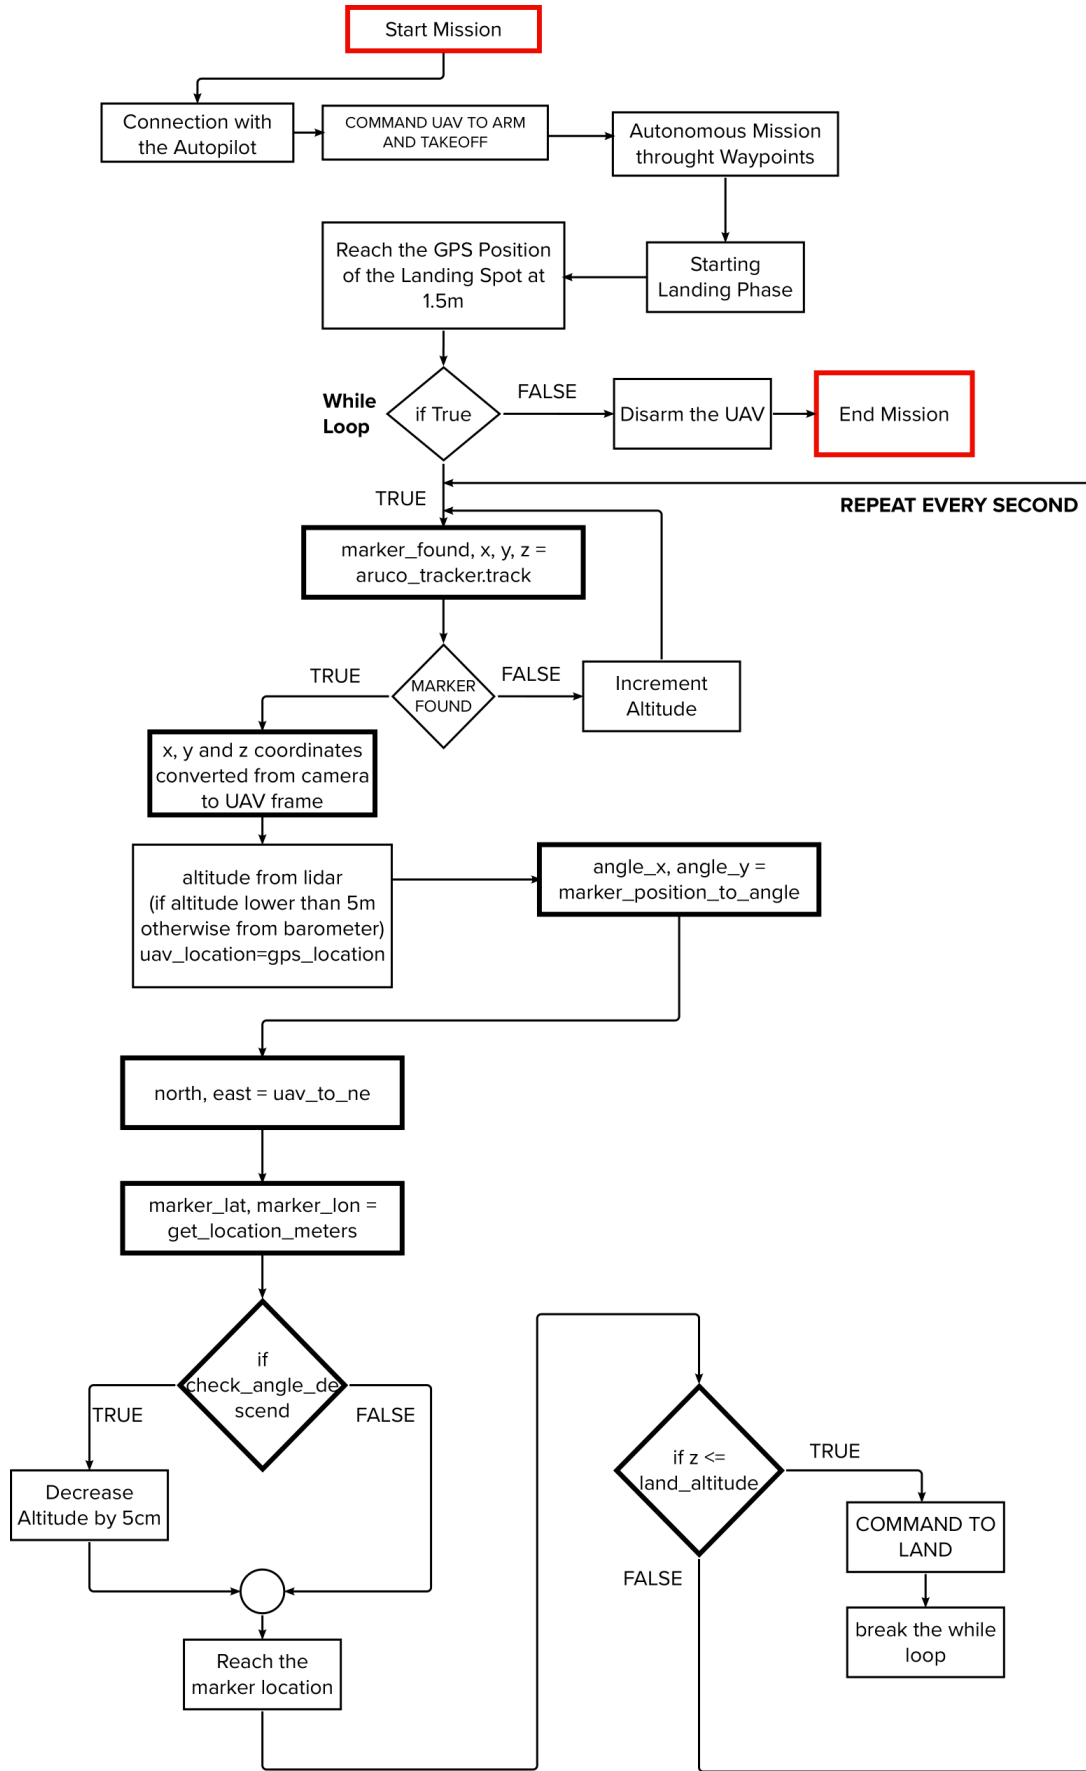 Start Mission
Connection with
the Autopilot
COMMAND UAV TO ARM
AND TAKEOFF
Autonomous Mission
throught Waypoints
Starting
Landing Phase
Reach the GPS Position
of the Landing Spot at
1.5m
While
Loop
if True
FALSE
Disarm the UAV
End Mission
TRUE
REPEAT EVERY SECOND
marker_found, x, y, z =
aruco_tracker.track
MARKER
FOUND
TRUE
FALSE
Increment
Altitude
x, y and z coordinates
converted from camera
to UAV frame
altitude from lidar
(if altitude lower than 5m
otherwise from barometer)
uav_location=gps_location
angle_x, angle_y =
marker_position_to_angle
north, east = uav_to_ne
marker_lat, marker_lon =
get_location_meters
if
check_angle_de
scend
TRUE
FALSE
Decrease
Altitude by 5cm
Reach the
marker location
if z <=
land_altitude
TRUE
FALSE
COMMAND TO
LAND
break the while
loop